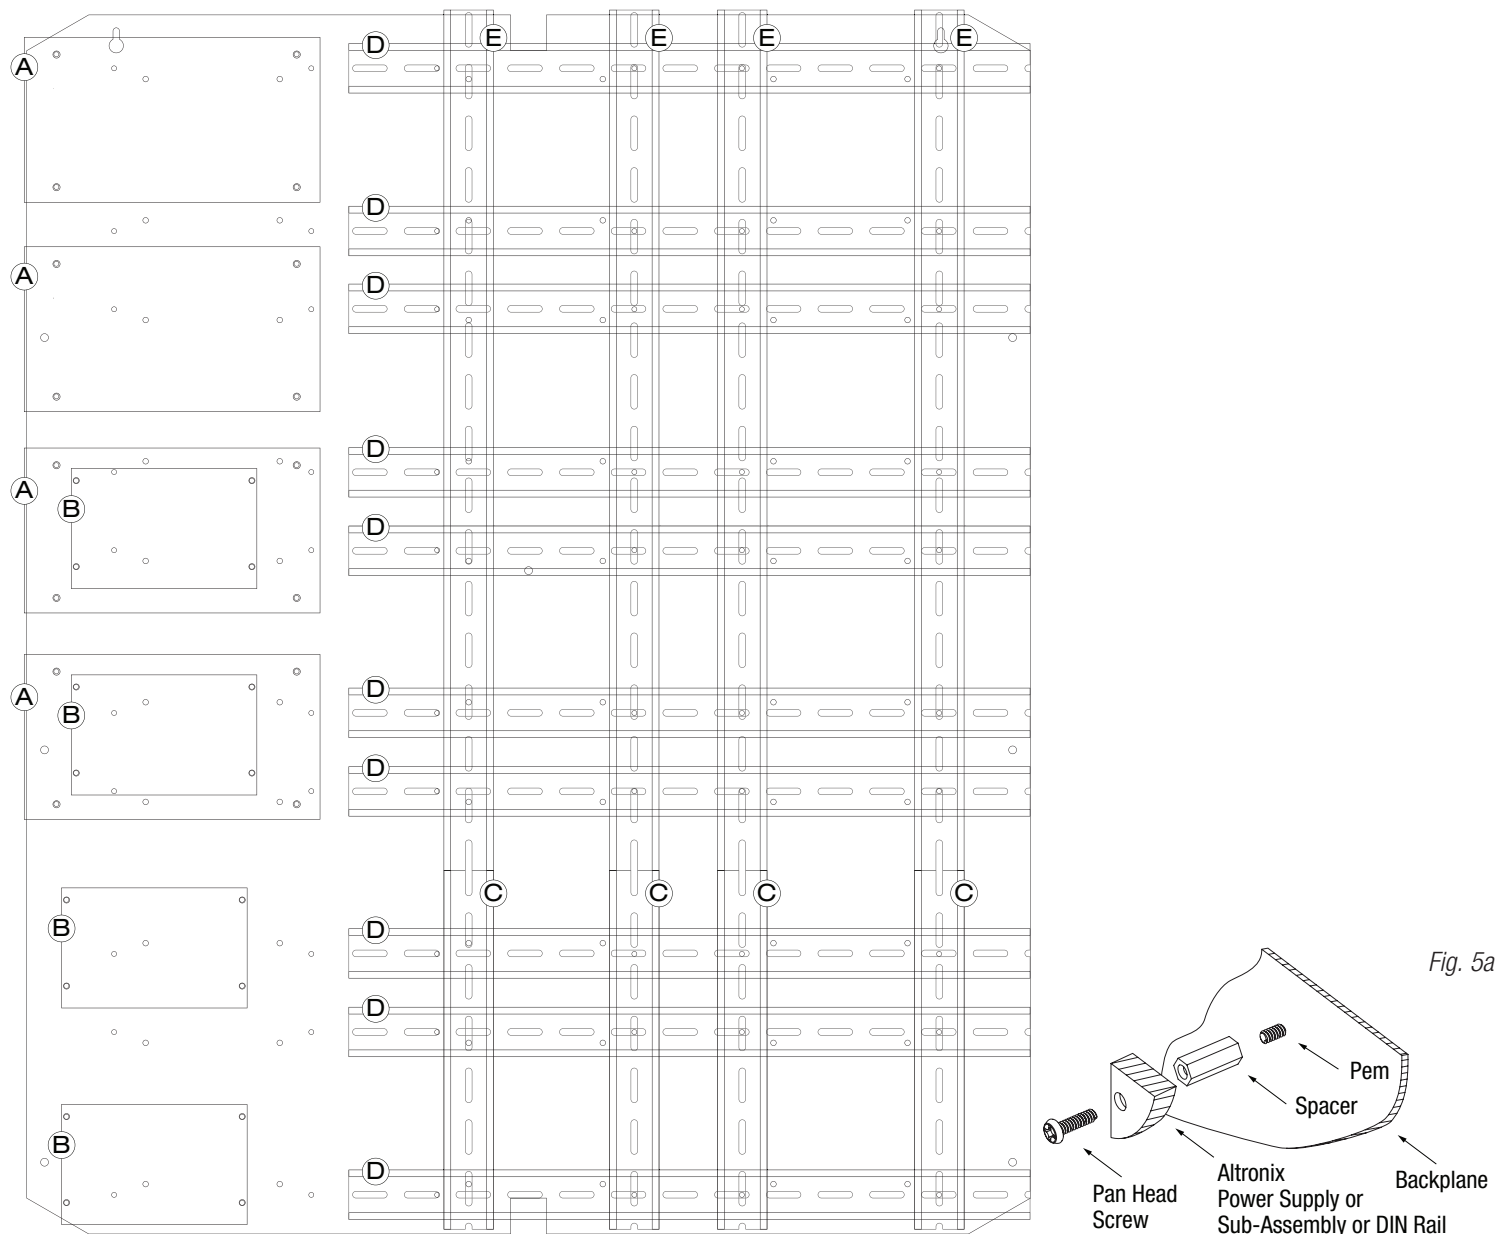 E E E E
D
A
D
A
D
D
A
B
D
A
B
D
D
C C C C
B
D
D
B
D
Fig. 5a
Pem
Spacer
Backplane
Altronix
Power Supply or
Sub-Assembly or DIN Rail
Pan Head
Screw